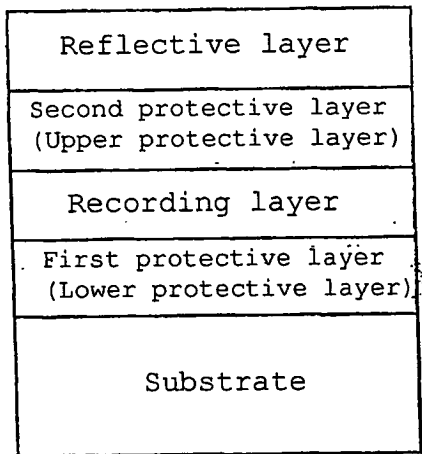 Reflective layer
Second protective layer
(Upper protective layer)
Recording layer
First protective layer
(Lower protective layer)
Substrate